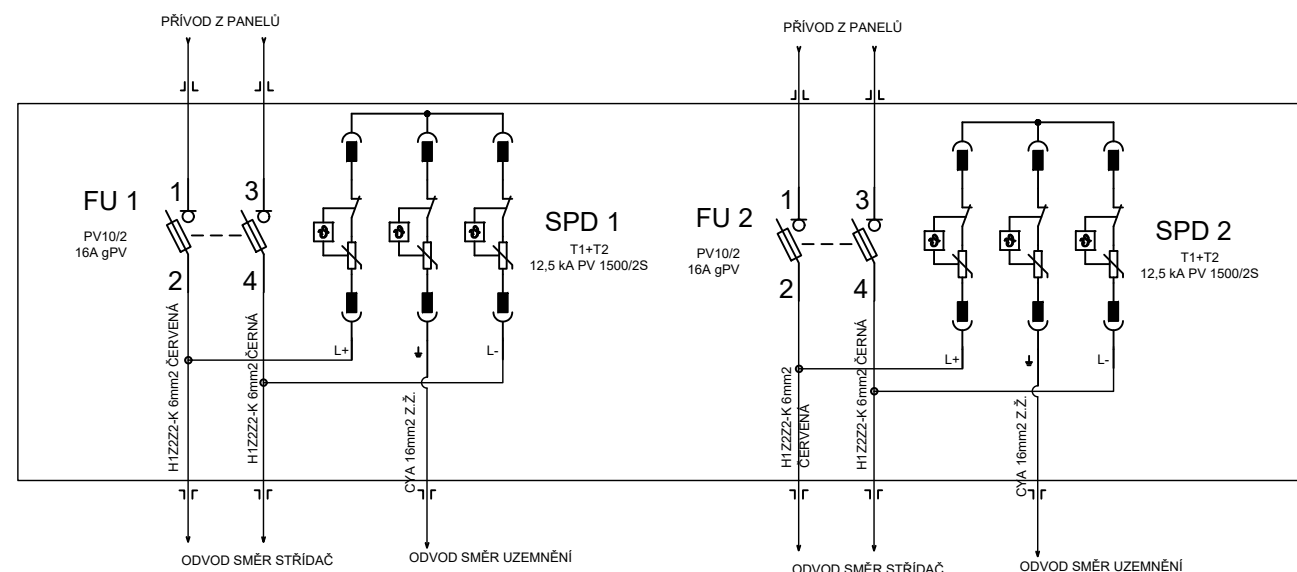 PŘÍVOD Z PANELŮ
FU 1
1
3
PV10/2
16A gPV
2
4
SPD 1
T1+T2
12,5 kA PV 1500/2S
L+
L-
H1Z2Z2-K 6mm2 ČERVENÁ
H1Z2Z2-K 6mm2 ČERNÁ
CYA 16mm2 Z.Ž.
ODVOD SMĚR STŘÍDAČ
ODVOD SMĚR UZEMNĚNÍ
PŘÍVOD Z PANELŮ
FU 2
1
3
PV10/2
16A gPV
2
4
SPD 2
T1+T2
12,5 kA PV 1500/2S
L+
L-
H1Z2Z2-K 6mm2
ČERVENÁ
H1Z2Z2-K 6mm2 ČERNÁ
CYA 16mm2 Z.Ž.
ODVOD SMĚR STŘÍDAČ
ODVOD SMĚR UZEMNĚNÍ